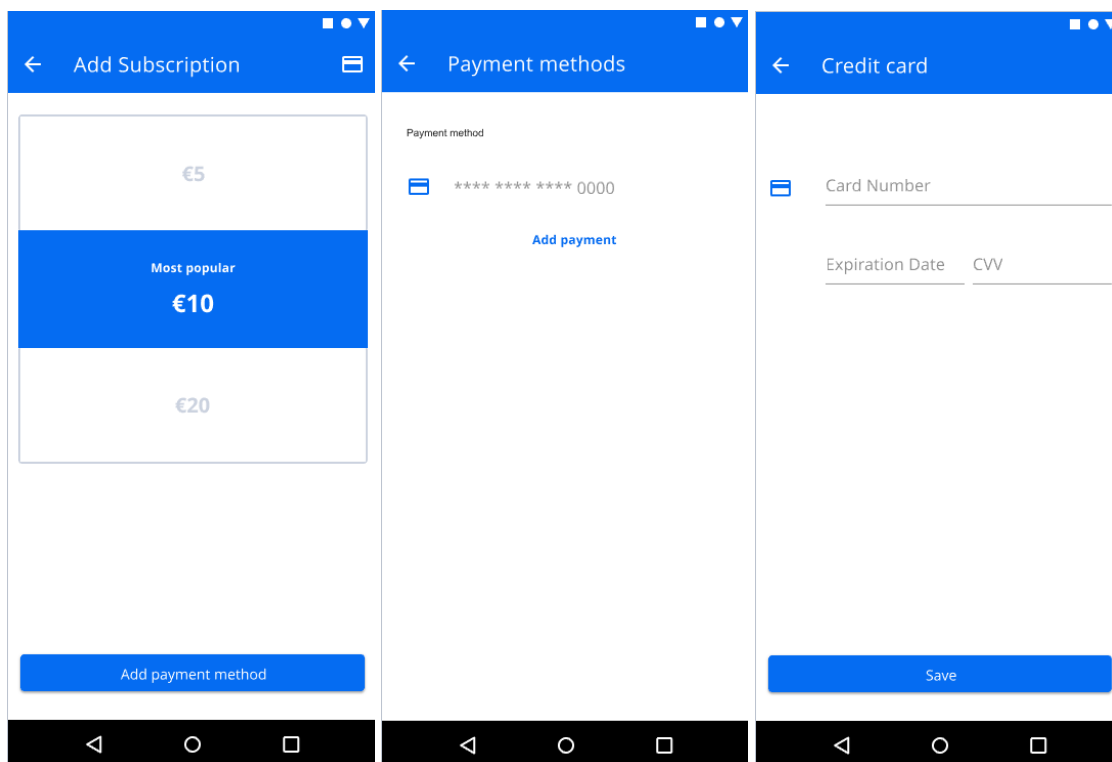 Add Subscription
€5
Most popular
€10
€20
Add payment method
Payment methods
Payment method
**** **** **** 0000
Add payment
Credit card
Card Number
Expiration Date CVV
Save